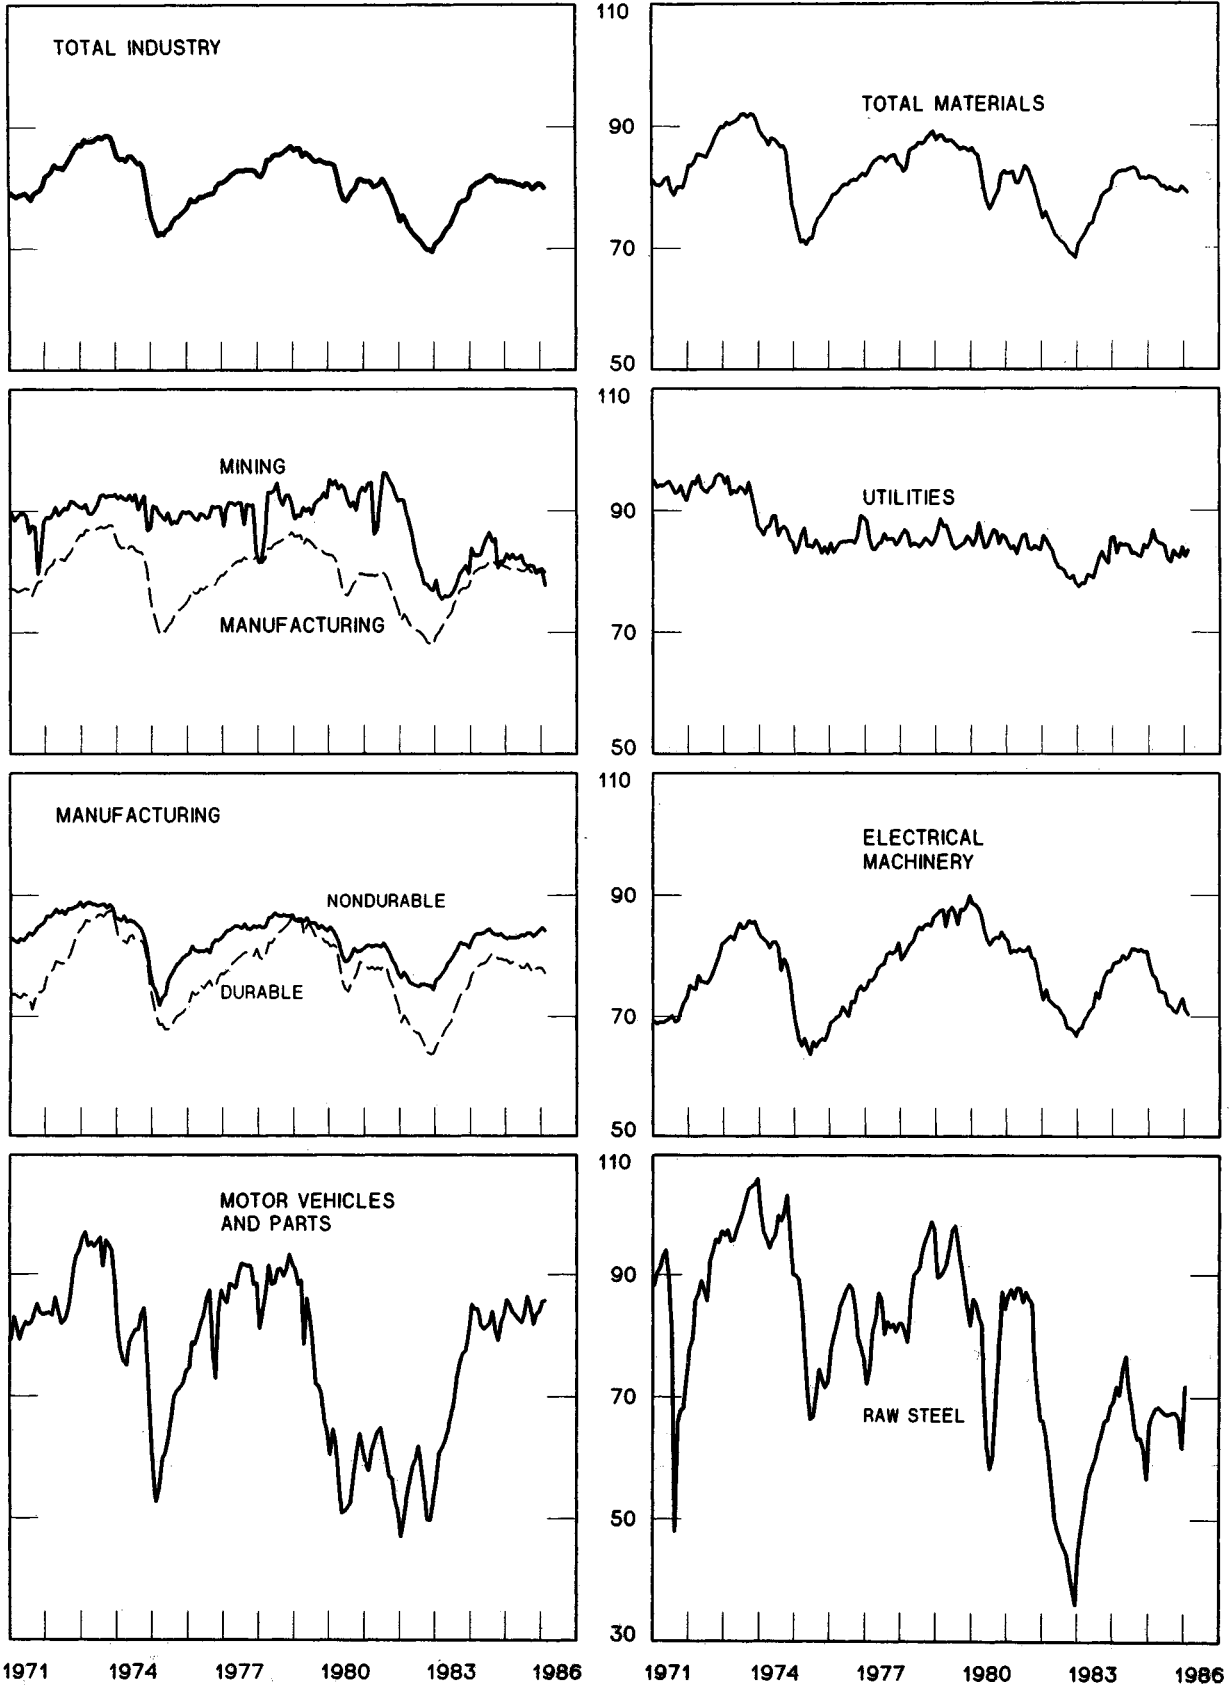 TOTAL INDUSTRY
110
TOTAL MATERIALS
90
70
50
MINING
MANUFACTURING
110
UTILITIES
90
70
50
MANUFACTURING
NONDURABLE
DURABLE
110
ELECTRICAL
MACHINERY
90
70
50
MOTOR VEHICLES
AND PARTS
110
90
70
RAW STEEL
50
30
1971 1974 1977 1980 1983 1986
1971 1974 1977 1980 1983 1986